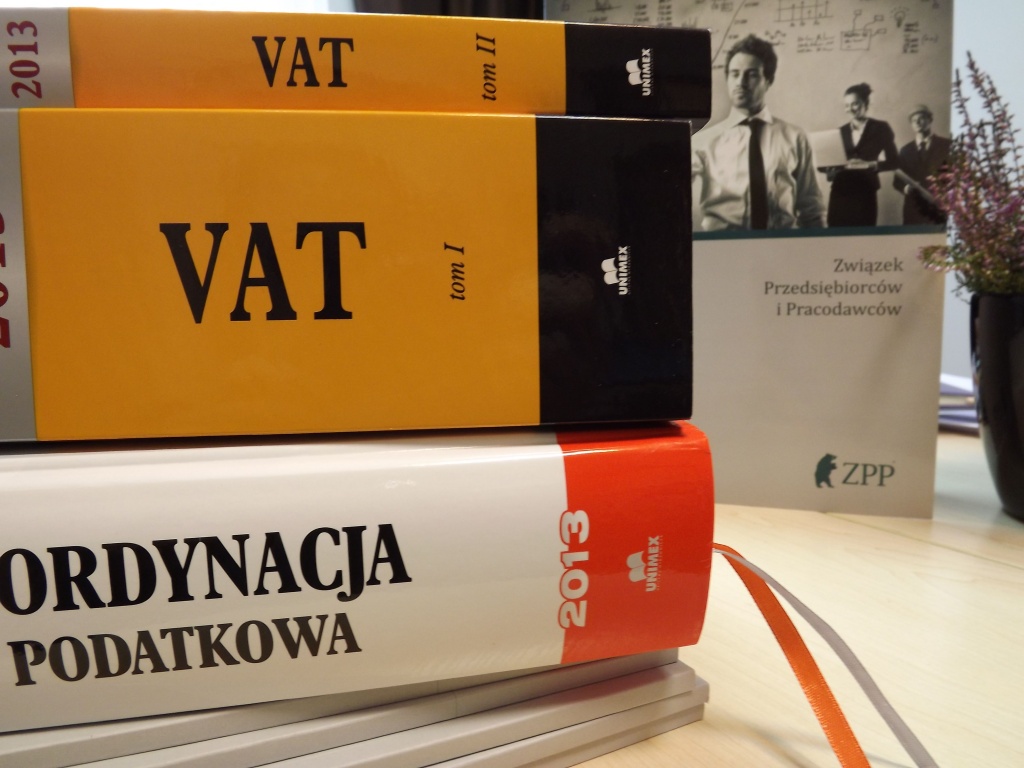 2013
VAT
tom II
UNIMEX
VAT
tom I
UNIMEX
ORDYNACJA
PODATKOWA
2013
UNIMEX
Związek
Przedsiębiorców
i Pracodawców
ZPP